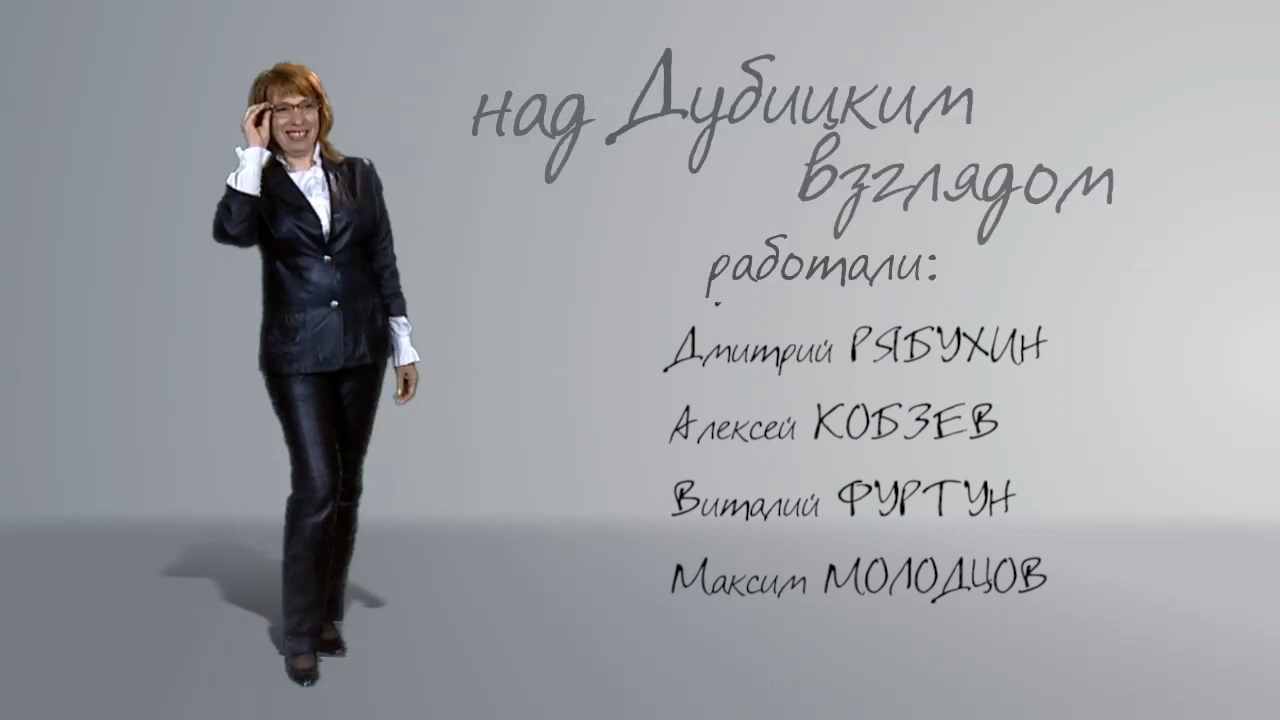 над Дубицким
взглядом
работали:
Дмитрий РЯБУХИН
Алексей КОБЗЕВ
Виталий ФУРТУН
Максим МОЛОДЦОВ